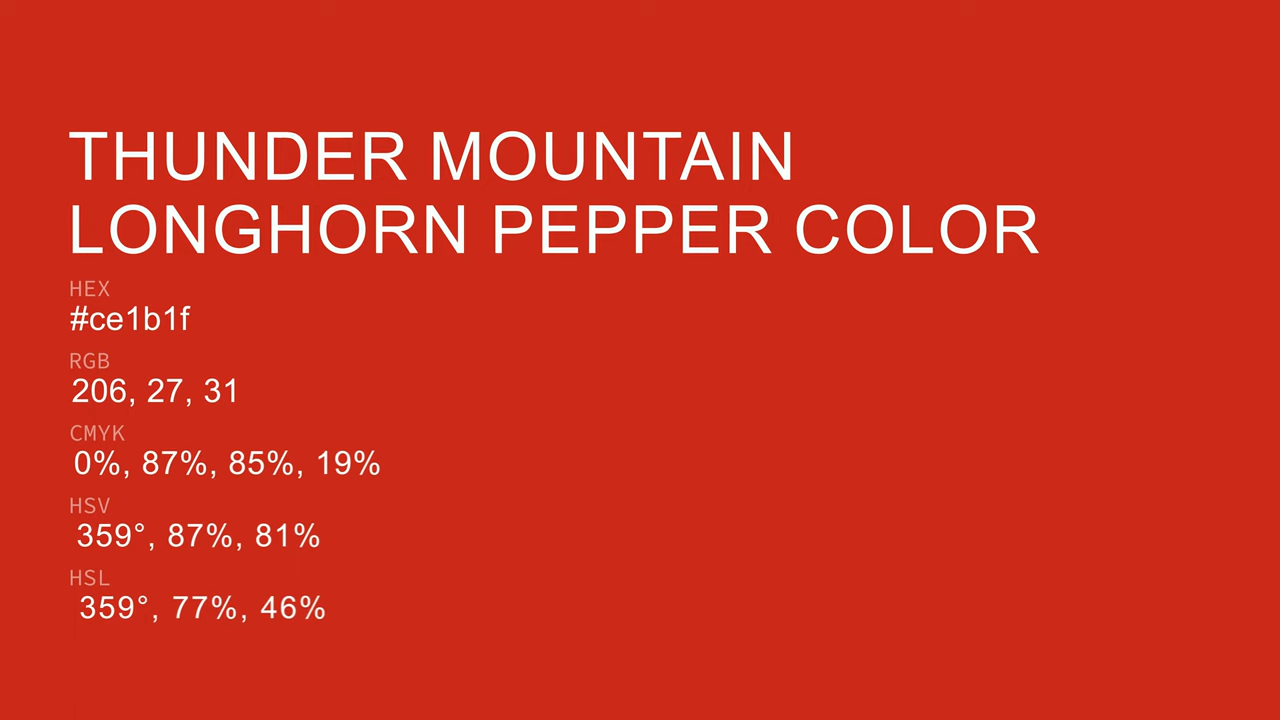 THUNDER MOUNTAIN
LONGHORN PEPPER COLOR
HEX
#ce1b1f
RGB
206, 27, 31
CMYK
0%, 87%, 85%, 19%
HSV
359°, 87%, 81%
HSL
359°, 77%, 46%